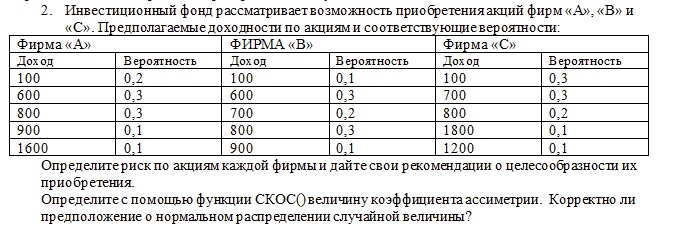 2. Инвестиционный фонд рассматривает возможность приобретения акций фирм «А», «В» и
«С». Предполагаемые доходности по акциям и соответствующие вероятности:
Фирма «А» ФИРМА «В» Фирма «С»
Доход Вероятность Доход Вероятность Доход Вероятность
100 0,2 100 0,1 100 0,3
600 0,3 600 0,3 700 0,3
800 0,3 700 0,2 800 0,2
900 0,1 800 0,3 1800 0,1
1600 0,1 900 0,1 1200 0,1
Определите риск по акциям каждой фирмы и дайте свои рекомендации о целесообразности их
приобретения.
Определите с помощью функции СКОС() величину коэффициента ассиметрии. Корректно ли
предположение о нормальном распределении случайной величины?